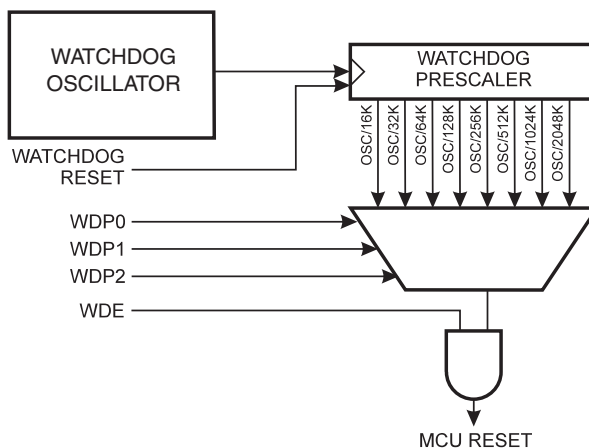 WATCHDOG
OSCILLATOR
WATCHDOG
PRESCALER
WATCHDOG
RESET
OSC/16K
OSC/32K
OSC/64K
OSC/128K
OSC/256K
OSC/512K
OSC/1024K
OSC/2048K
WDP0
WDP1
WDP2
WDE
MCU RESET